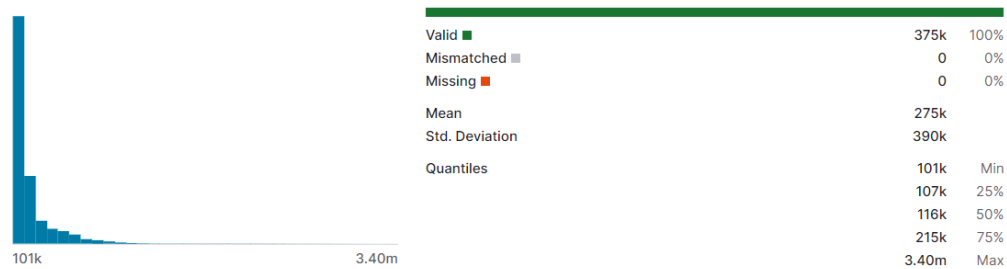 101k 3.40m
Valid 375k 100%
Mismatched 0 0%
Missing 0 0%
Mean 275k
Std. Deviation 390k
Quantiles 101k Min
107k 25%
116k 50%
215k 75%
3.40m Max